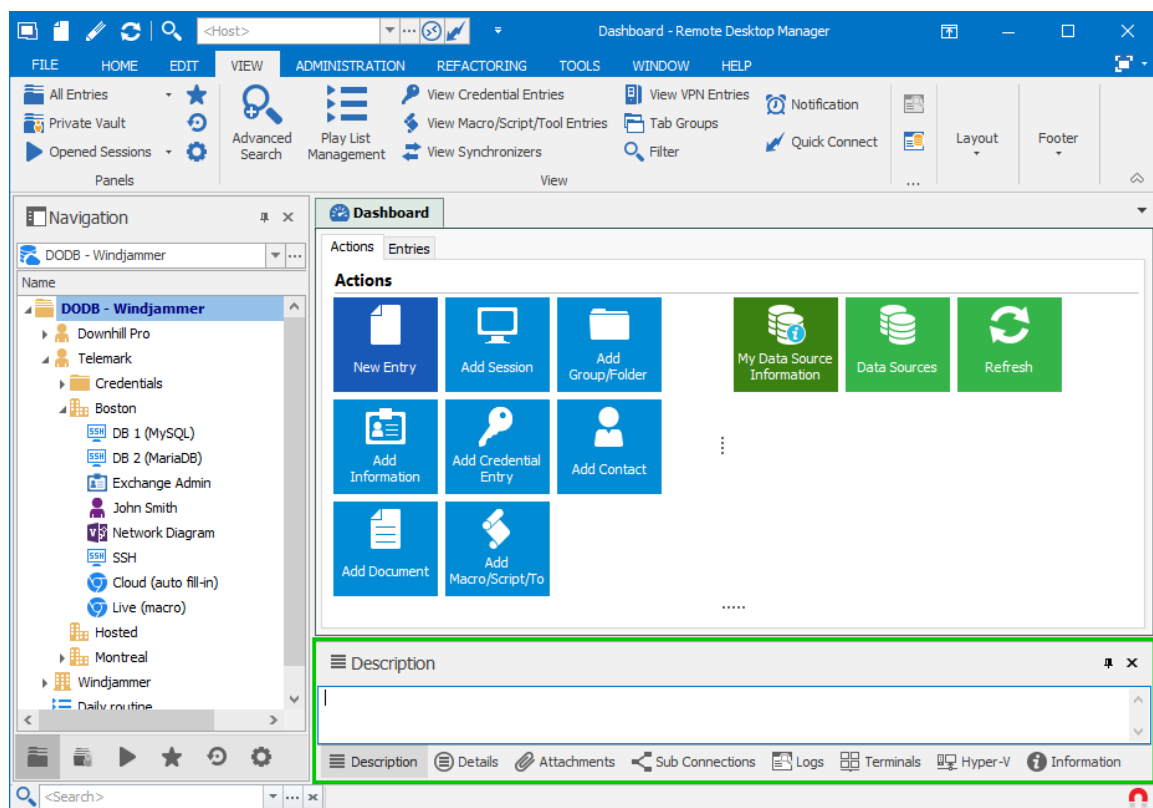 <Host>
Dashboard - Remote Desktop Manager
FILE HOME EDIT VIEW ADMINISTRATION REFACTORING TOOLS WINDOW HELP
All Entries
Private Vault
Opened Sessions
Panels
Advanced
Search
Play List
Management
View Credential Entries
View Macro/Script/Tool Entries
View Synchronizers
View VPN Entries
Tab Groups
Filter
Notification
Quick Connect
View
...
Layout
Footer
Navigation
DODB - Windjammer
Name
DODB - Windjammer
Downhill Pro
Telemark
Credentials
Boston
SSH DB 1 (MySQL)
SSH DB 2 (MariaDB)
Exchange Admin
John Smith
Network Diagram
SSH SSH
Cloud (auto fill-in)
Live (macro)
Hosted
Montreal
Windjammer
Daily routine
<Search>
Dashboard
Actions Entries
Actions
New Entry
Add Session
Add
Group/Folder
My Data Source
Information
Data Sources
Refresh
Add
Information
Add Credential
Entry
Add Contact
Add Document
Add
Macro/Script/To
Description
Description Details Attachments Sub Connections Logs Terminals Hyper-V Information